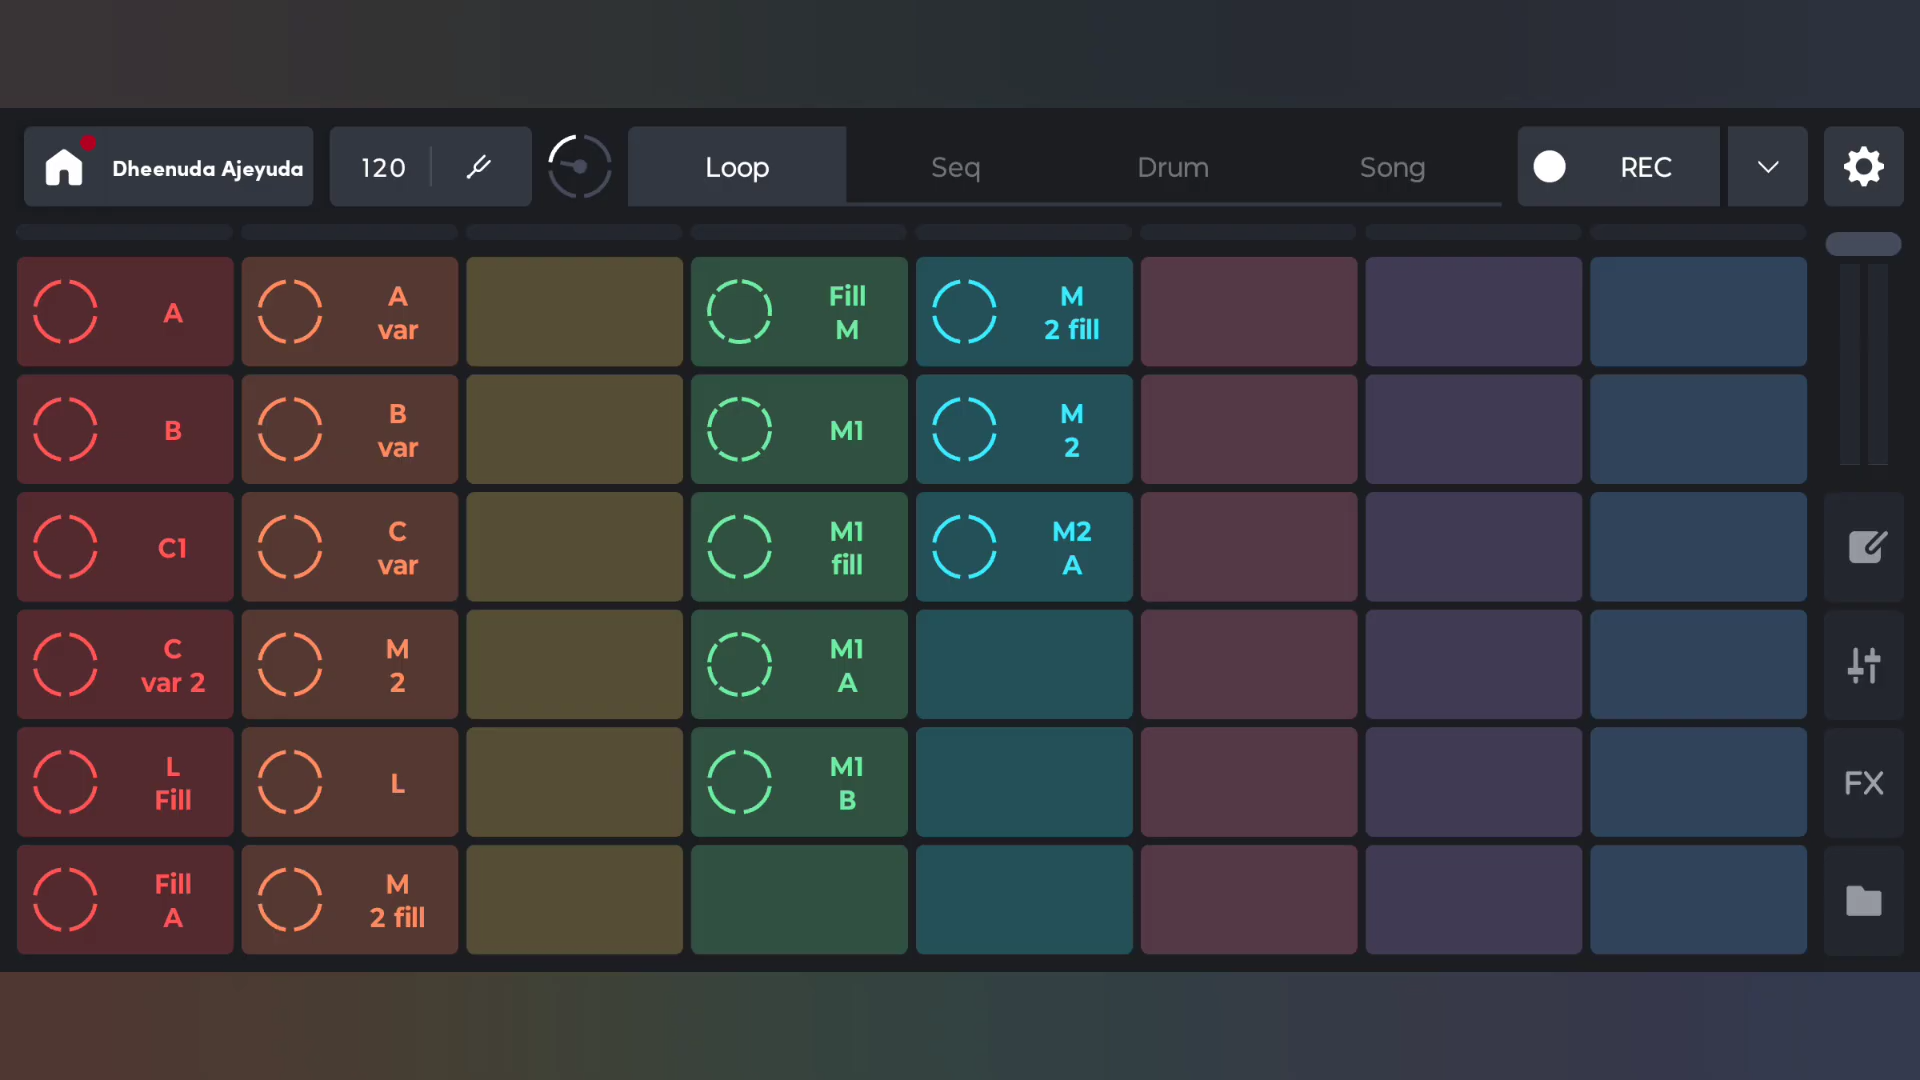 Dheenuda Ajeyuda
120
Loop
Seq
Drum
Song
REC
A
A
var
Fill
M
M
2 fill
B
B
var
M1
M
2
C1
C
var
M1
fill
M2
A
C
var 2
M
2
M1
A
L
Fill
L
M1
B
FX
Fill
A
M
2 fill